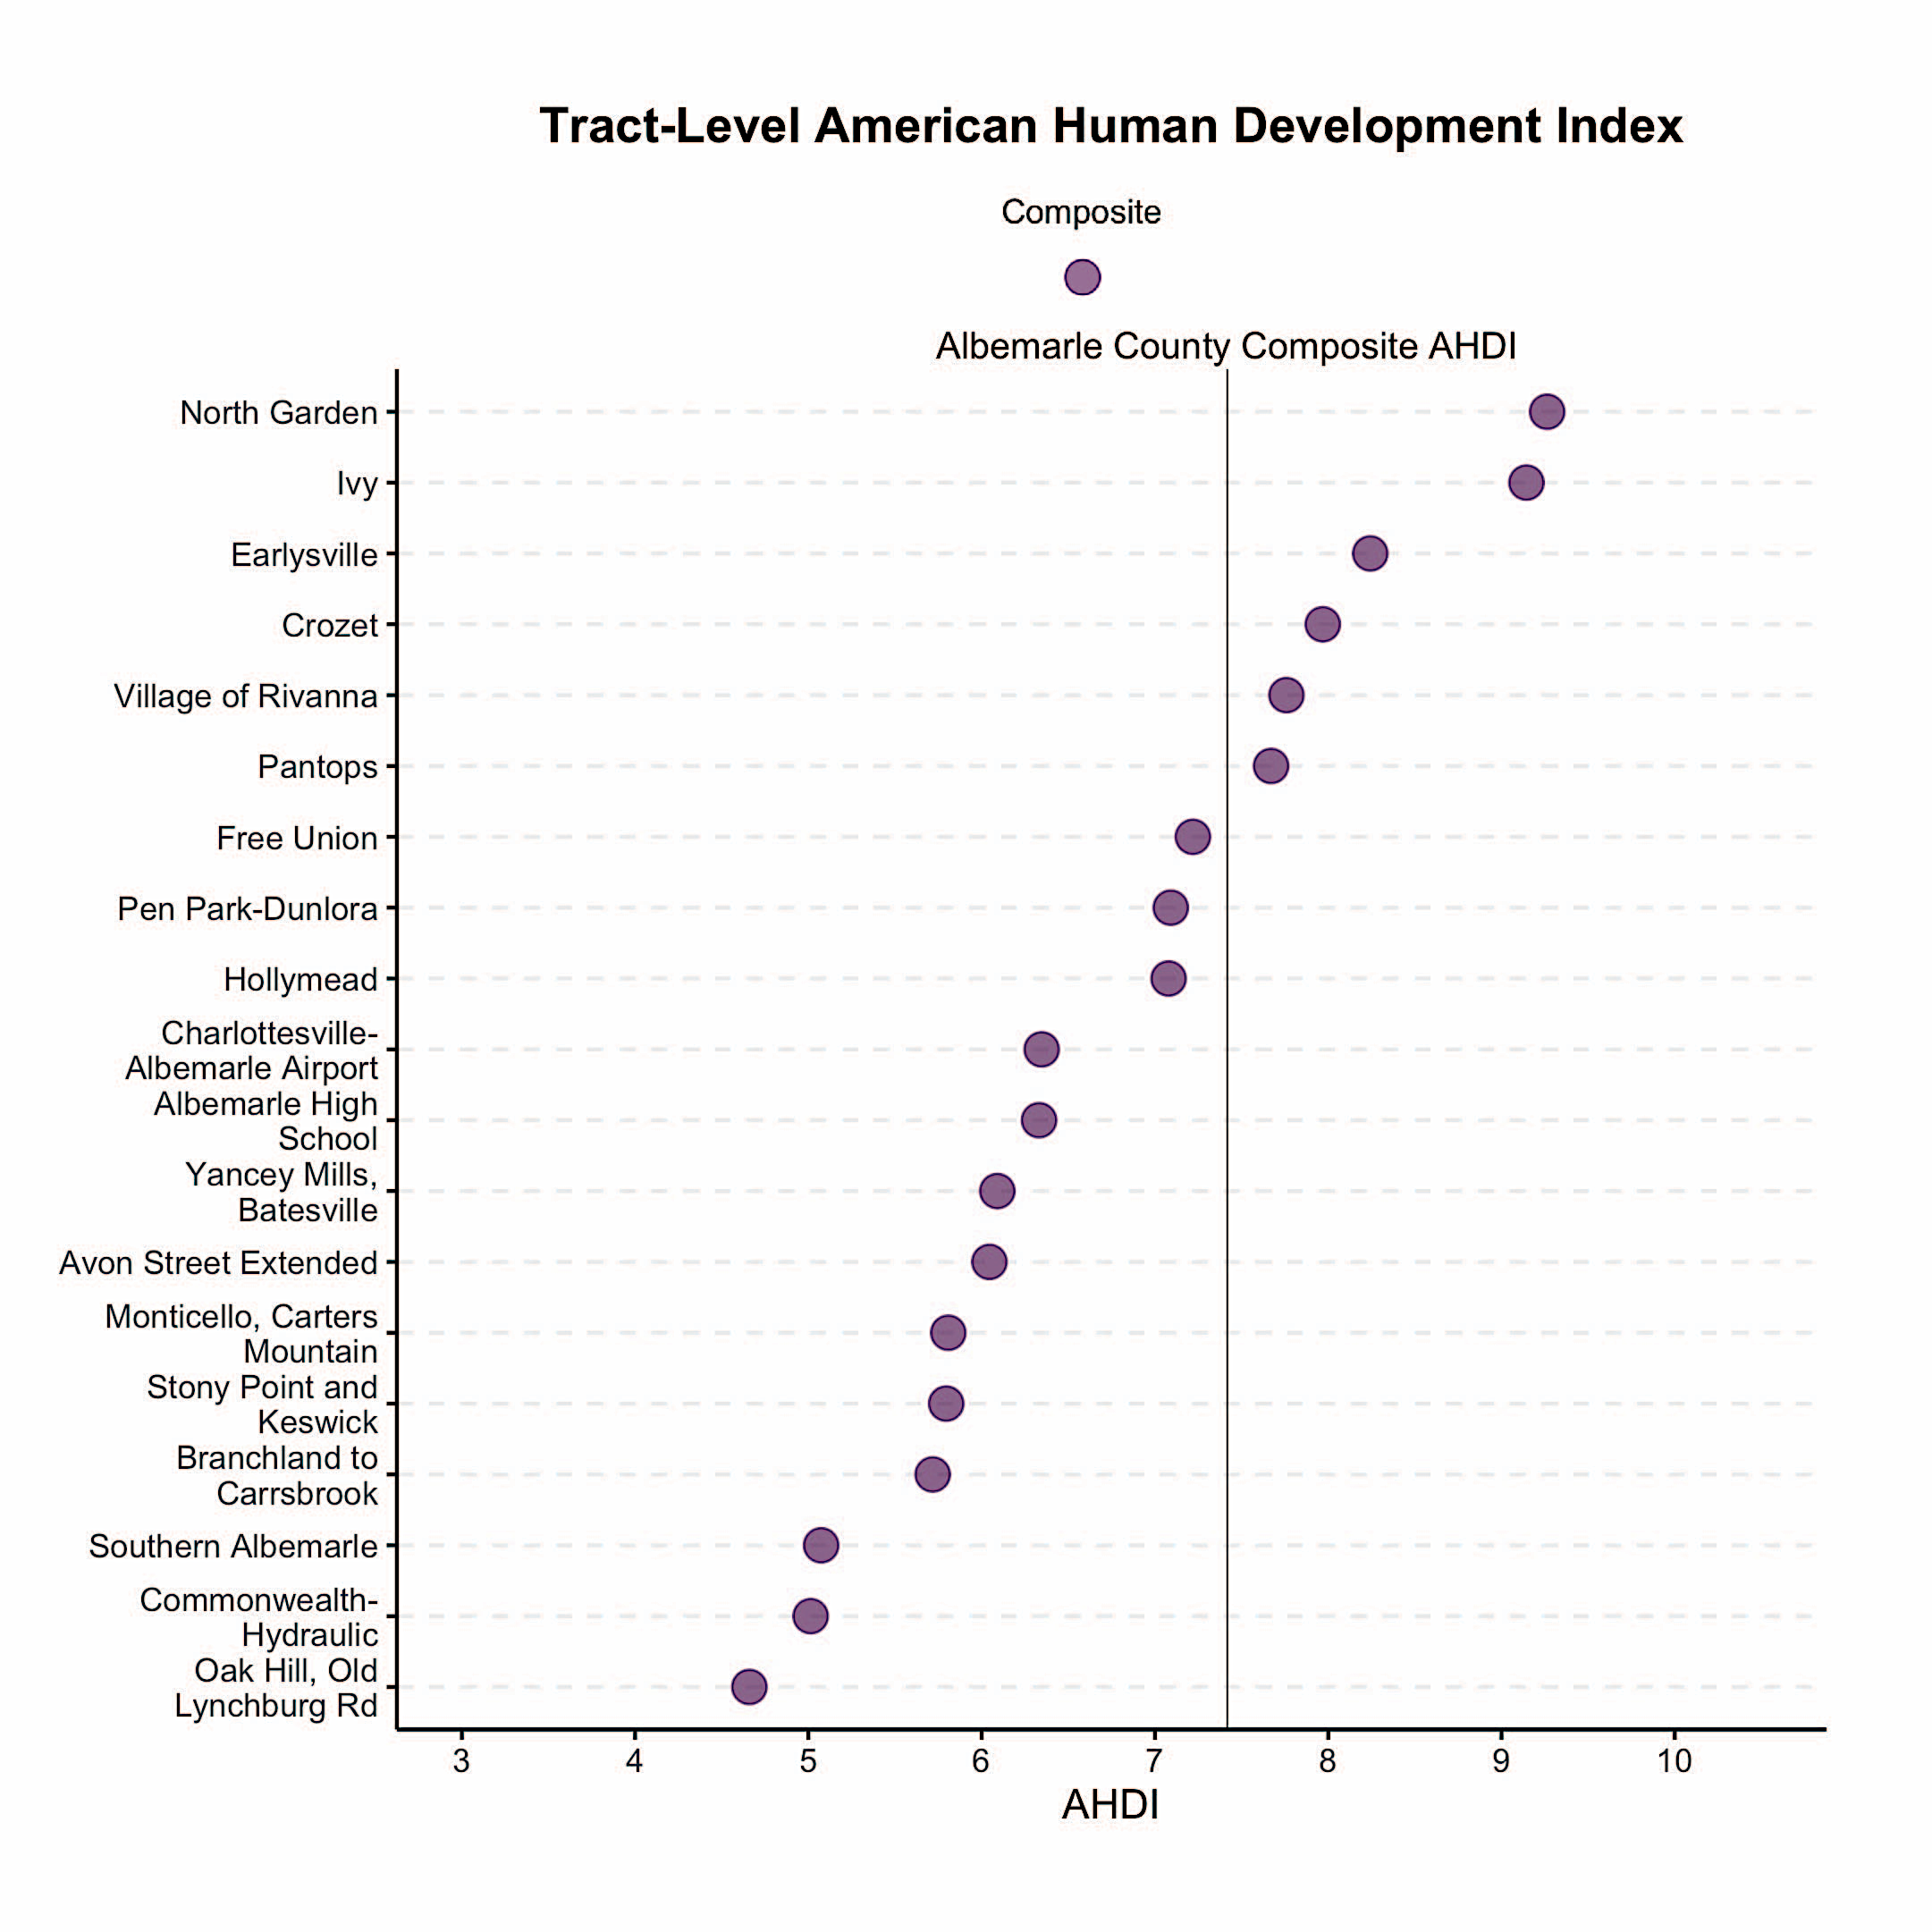 Tract-Level American Human Development Index
Composite
Albemarle County Composite AHDI
North Garden
Ivy
Earlysville
Crozet
Village of Rivanna
Pantops
Free Union
Pen Park-Dunlora
Hollymead
Charlottesville-
Albemarle Airport
Albemarle High
School
Yancey Mills,
Batesville
Avon Street Extended
Monticello, Carters
Mountain
Stony Point and
Keswick
Branchland to
Carrsbrook
Southern Albemarle
Commonwealth-
Hydraulic
Oak Hill, Old
Lynchburg Rd
3 4 5 6 7 8 9 10
AHDI